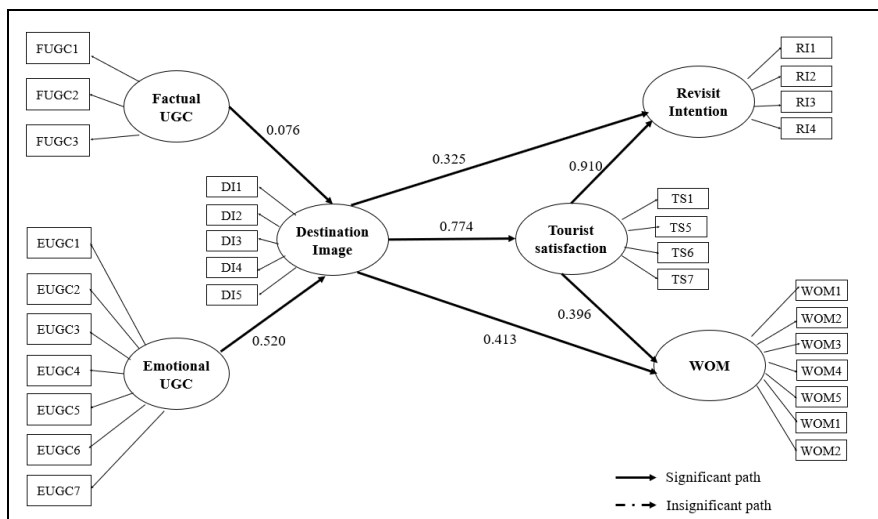 FUGC1
FUGC2
FUGC3
Factual
UGC
0.076
EUGC1
EUGC2
EUGC3
EUGC4
EUGC5
EUGC6
EUGC7
Emotional
UGC
0.520
DI1
DI2
DI3
DI4
DI5
Destination
Image
0.325
0.774
0.413
Tourist
satisfaction
0.910
0.396
TS1
TS5
TS6
TS7
Revisit
Intention
RI1
RI2
RI3
RI4
WOM
WOM1
WOM2
WOM3
WOM4
WOM5
WOM1
WOM2
Significant path
Insignificant path